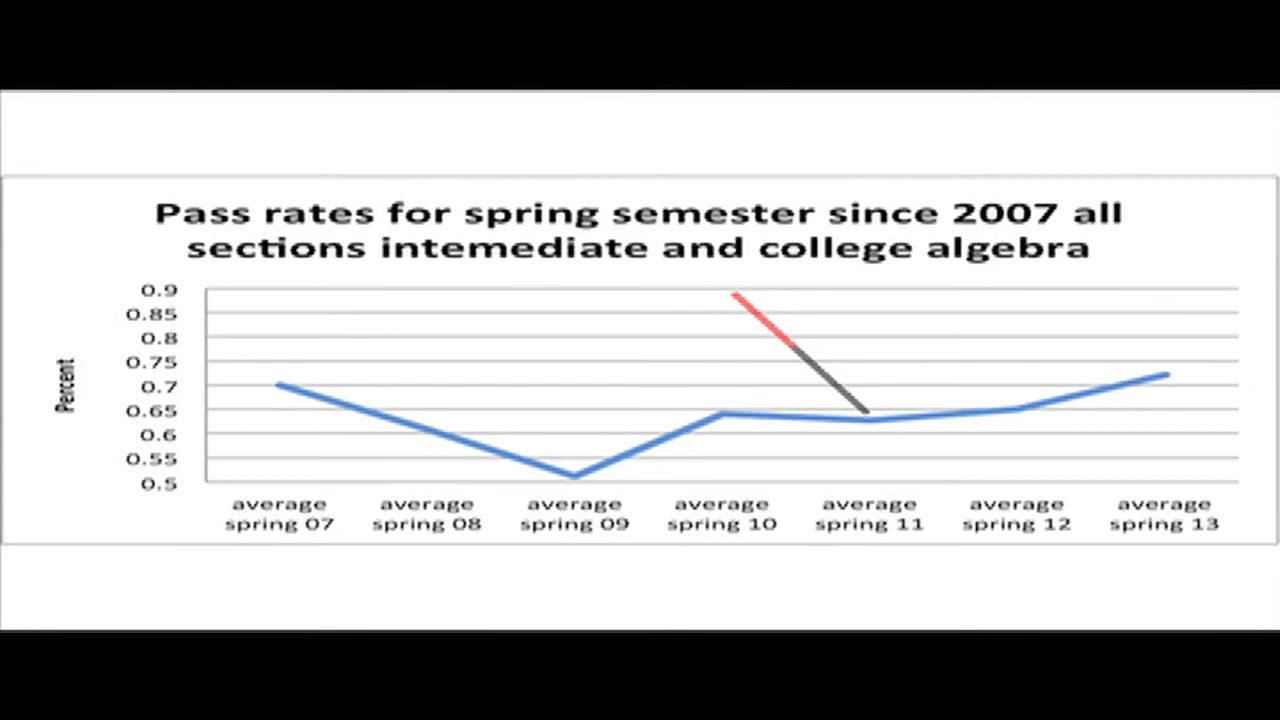 Pass rates for spring semester since 2007 all
sections intemediate and college algebra
Percent
0.9
0.85
0.8
0.75
0.7
0.65
0.6
0.55
0.5
average spring 07
average spring 08
average spring 09
average spring 10
average spring 11
average spring 12
average spring 13